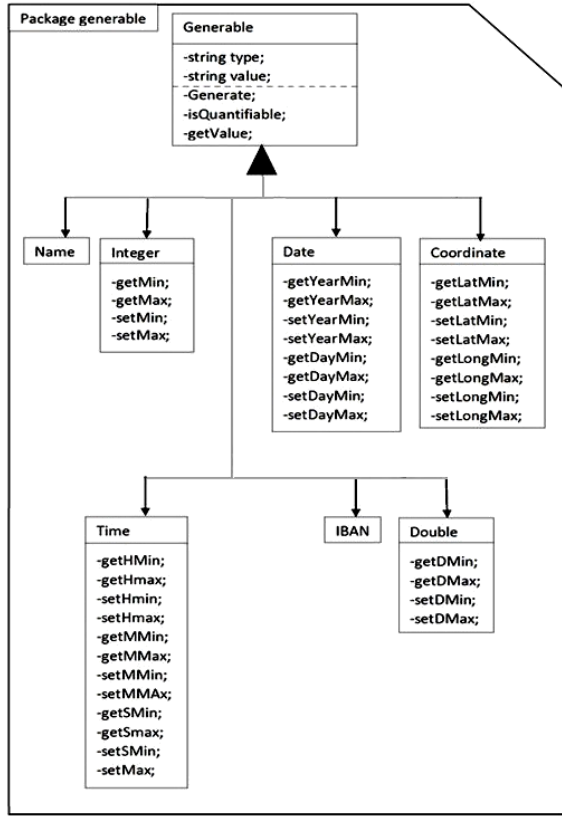 Package generable
Generable
-string type;
-string value;
-Generate;
-isQuantifiable;
-getValue;
Name
Integer
-getMin;
-getMax;
-setMin;
-setMax;
Date
-getYearMin;
-getYearMax;
-setYearMin;
-setYearMax;
-getDayMin;
-getDayMax;
-setDayMin;
-setDayMax;
Coordinate
-getLatMin;
-getLatMax;
-setLatMin;
-setLatMax;
-getLongMin;
-getLongMax;
-setLongMin;
-setLongMax;
Time
-getHMin;
-getHmax;
-setHmin;
-setHmax;
-getMMin;
-getMMax;
-setMMin;
-setMMAx;
-getSMin;
-getSmax;
-setSMin;
-setMax;
IBAN
Double
-getDMin;
-getDMax;
-setDMin;
-setDMax;